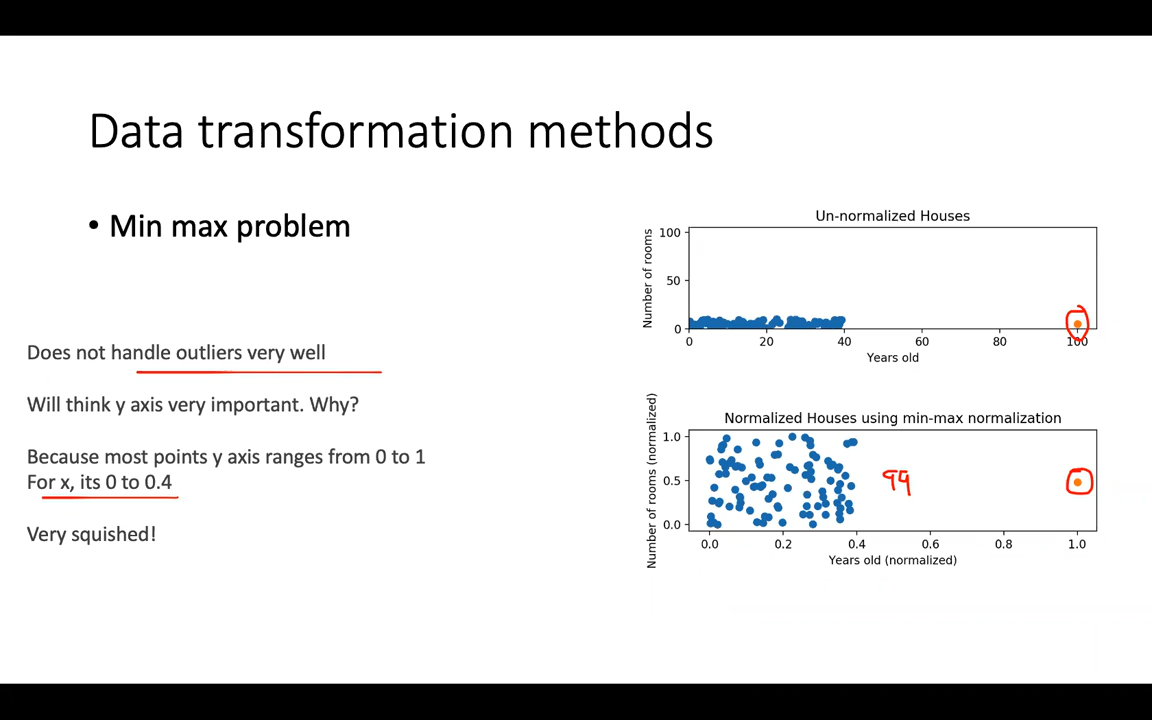 Data transformation methods
• Min max problem
Does not handle outliers very well
Will think y axis very important. Why?
Because most points y axis ranges from 0 to 1
For x, its 0 to 0.4
Very squished!
Un-normalized Houses
Number of rooms
100
50
0
0 20 40 60 80 100
Years old
Normalized Houses using min-max normalization
Number of rooms (normalized)
1.0
0.5
0.0
99
0.0 0.2 0.4 0.6 0.8 1.0
Years old (normalized)